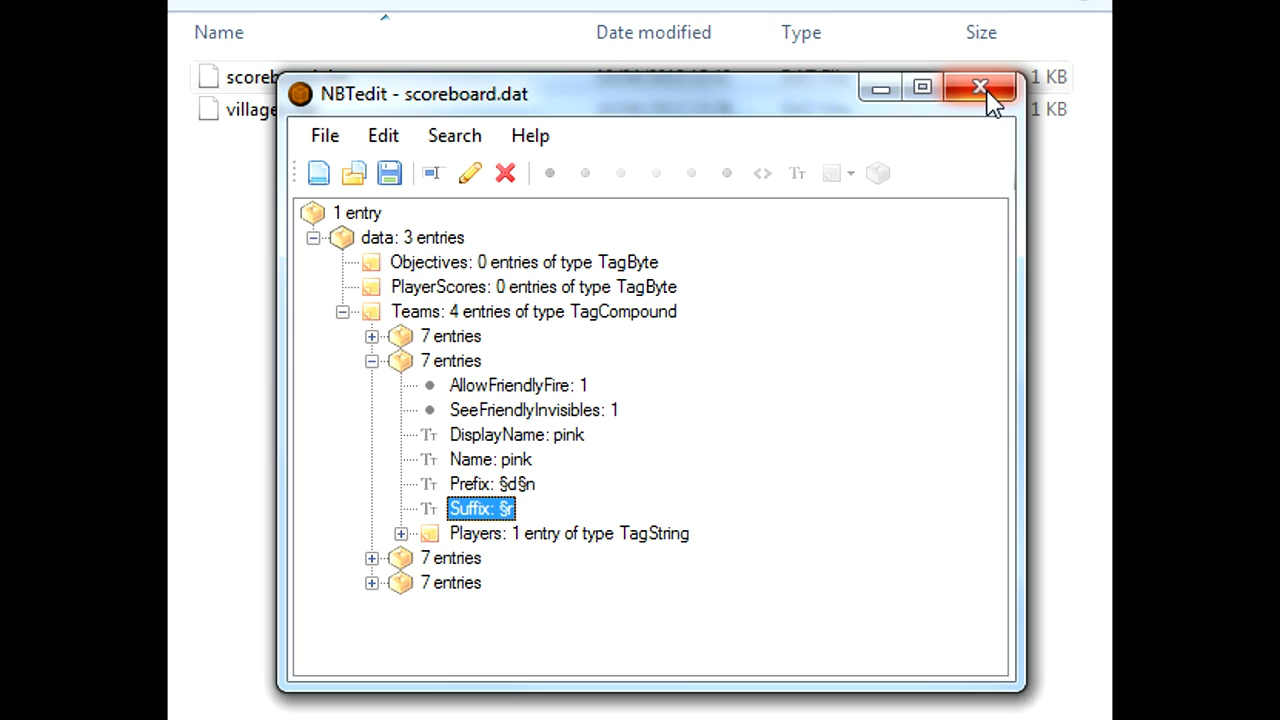 Name Date modified Type Size
scoreb 1 KB
village 1 KB
NBTedit - scoreboard.dat
File Edit Search Help
1 entry
data: 3 entries
Objectives: 0 entries of type TagByte
PlayerScores: 0 entries of type TagByte
Teams: 4 entries of type TagCompound
7 entries
7 entries
AllowFriendlyFire: 1
SeeFriendlyInvisibles: 1
DisplayName: pink
Name: pink
Prefix: §d§n
Suffix: §r
Players: 1 entry of type TagString
7 entries
7 entries